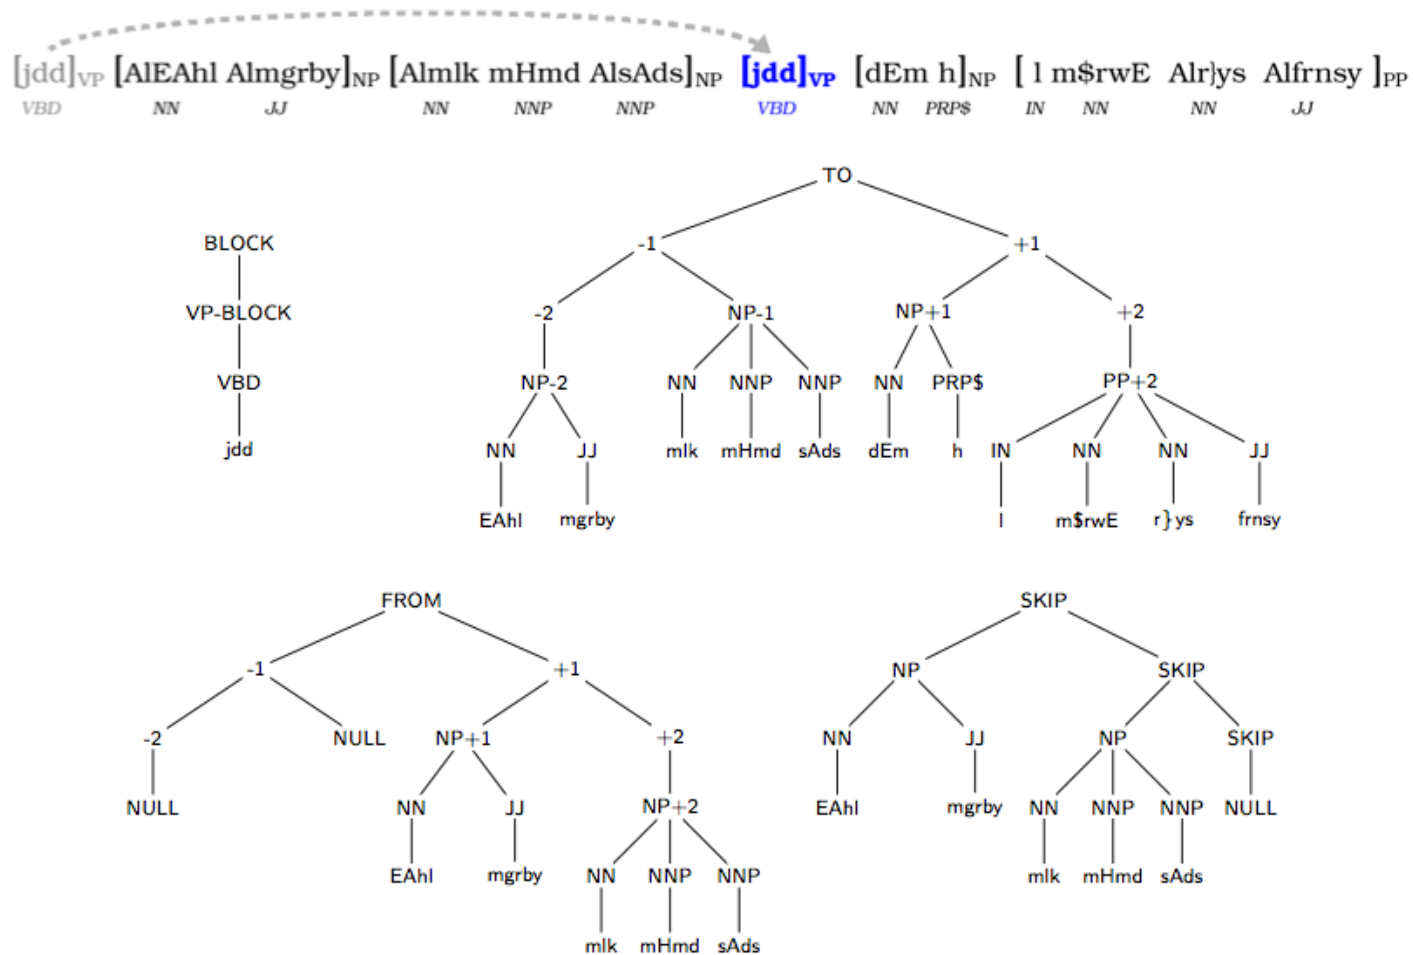 [jdd]VP [AlEAhl Almgrby]NP [Almlk mHmd AlsAds]NP [jdd]VP [dEm h]NP [ l m$rwE Alr}ys Alfrnsy ]PP
VBD NN JJ NN NNP NNP VBD NN PRP$ IN NN NN JJ
TO
BLOCK -1 +1
VP-BLOCK -2 NP-1 NP+1 +2
VBD NP-2 NN NNP NNP NN PRP$ PP+2
jdd NN JJ mlk mHmd sAds dEm h IN NN NN JJ
EAhl mgrby l m$rwE r}ys frnsy
FROM SKIP
-1 +1 NP SKIP
-2 NULL NP+1 +2 NN JJ NP SKIP
NULL NN JJ NP+2 EAhl mgrby NN NNP NNP NULL
EAhl mgrby NN NNP NNP mlk mHmd sAds
mlk mHmd sAds